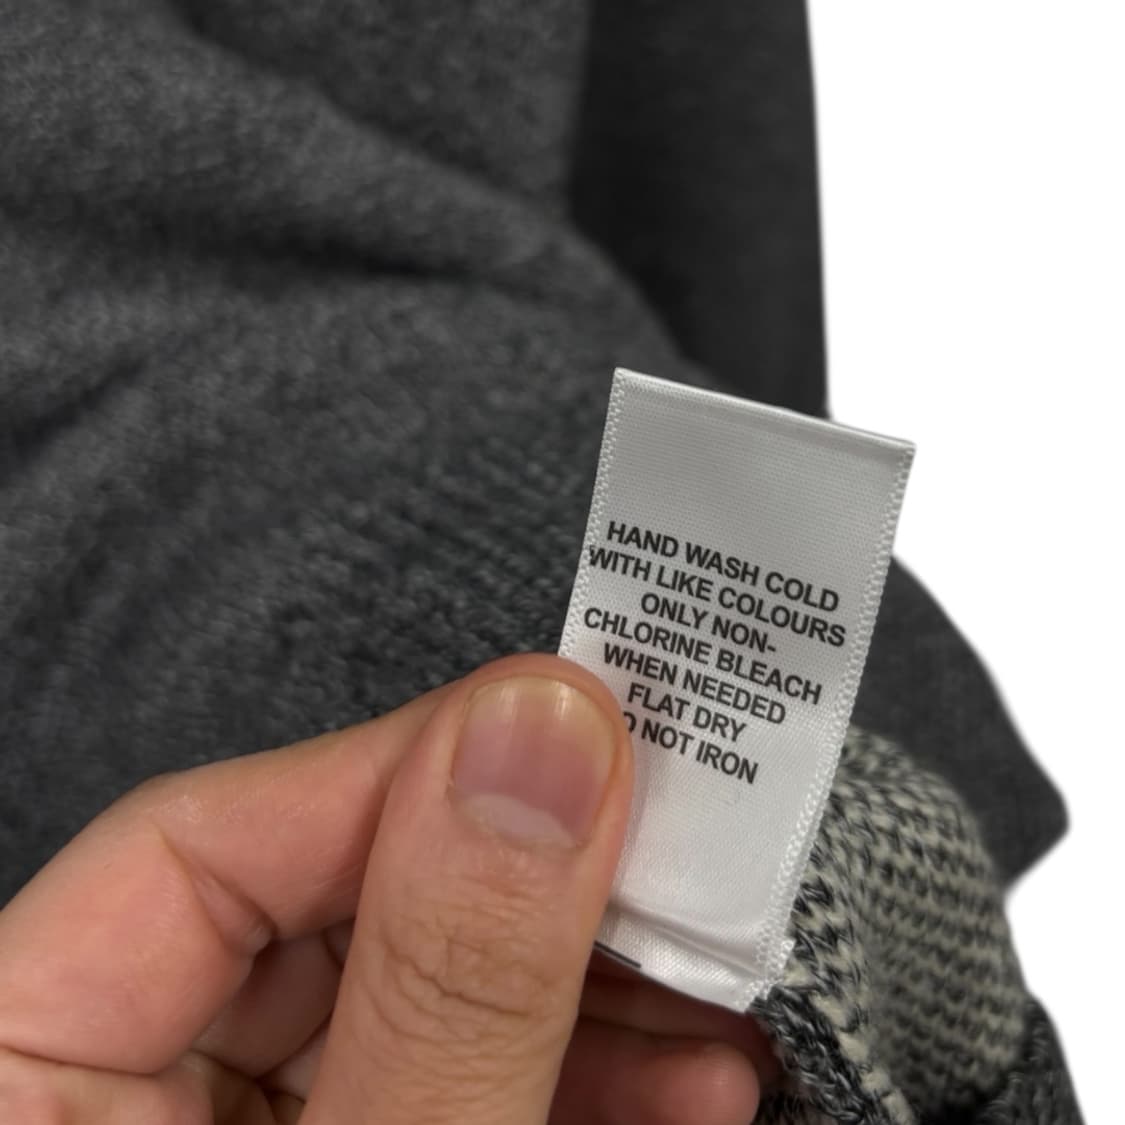 HAND WASH COLD
WITH LIKE COLOURS
ONLY NON-
CHLORINE BLEACH
WHEN NEEDED
FLAT DRY
O NOT IRON